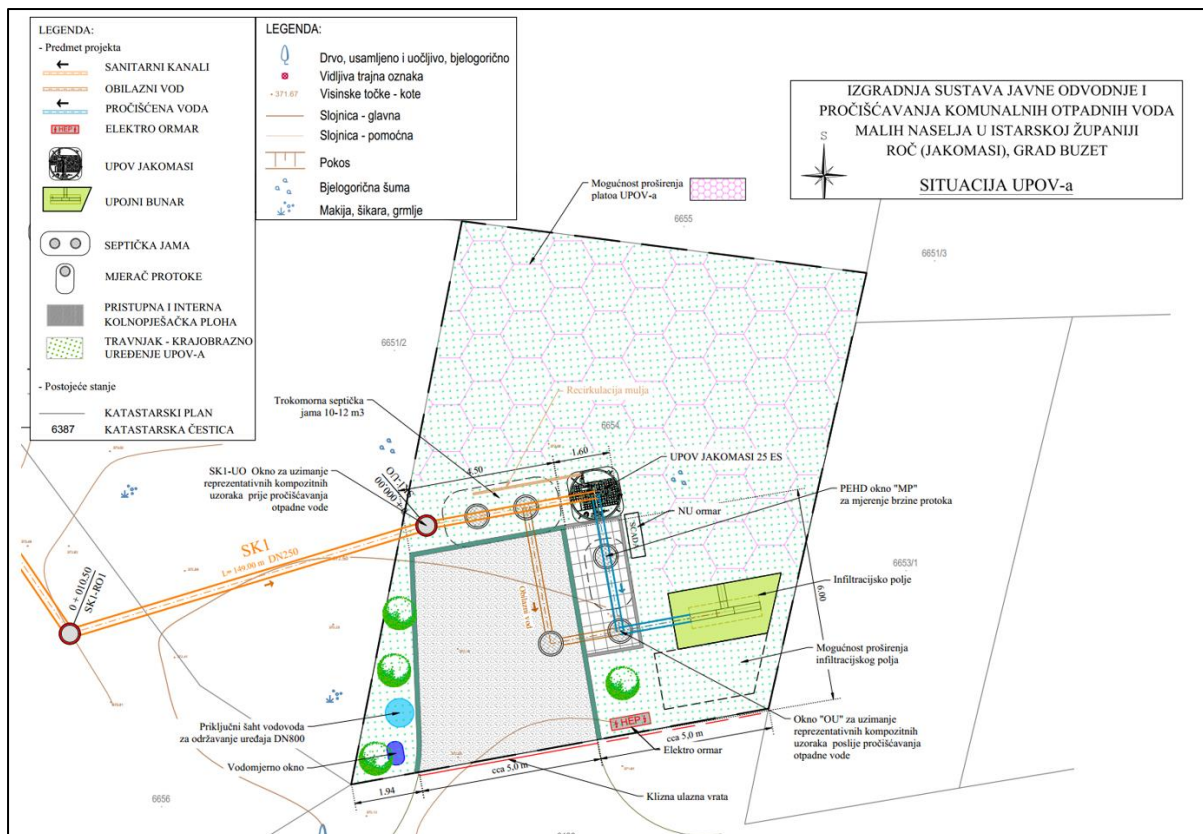 LEGENDA:
- Predmet projekta
SANITARNI KANALI
OBILAZNI VOD
PROČIŠĆENA VODA
HEP
ELEKTRO ORMAR
UPOV JAKOMASI
UPOJNI BUNAR
SEPTIČKA JAMA
MJERAČ PROTOKE
PRISTUPNA I INTERNA
KOLNOPJEŠAČKA PLOHA
TRAVNJAK - KRAJOBRAZNO
UREĐENJE UPOV-A
- Postojeće stanje
KATASTARSKI PLAN
6387
KATASTARSKA ČESTICA
LEGENDA:
Drvo, usamljeno i uočljivo, bjelogorično
Vidljiva trajna oznaka
371.67
Visinske točke - kote
Slojnica - glavna
Slojnica - pomoćna
Pokos
Bjelogorična šuma
Makija, šikara, grmlje
IZGRADNJA SUSTAVA JAVNE ODVODNJE I
PROČIŠĆAVANJA KOMUNALNIH OTPADNIH VODA
MALIH NASELJA U ISTARSKOJ ŽUPANIJI
ROČ (JAKOMASI), GRAD BUZET
SITUACIJA UPOV-a
S
Mogućnost proširenja
platoa UPOV-a
6655
6651/3
6651/2
Recirkulacija mulja
Trokomorna septička
jama 10-12 m3
6654
1.60
4.50
UPOV JAKOMASI 25 ES
SK1-UO Okno za uzimanje
reprezentativnih kompozitnih
uzoraka prije pročišćavanja
otpadne vode
SK1-UO
0 + 000.00
PEHD okno "MP"
za mjerenje brzine protoka
NU ormar
SCADA
SK1
L= 149.00 m DN250
0 + 010.50
SK1-RO1
Obilazni vod
6653/1
Infiltracijsko polje
6.00
Mogućnost proširenja
infiltracijskog polja
Priključni šaht vodovoda
za održavanje uređaja DN800
Vodomjerno okno
HEP
Okno "OU" za uzimanje
reprezentativnih kompozitnih
uzoraka poslije pročišćavanja
otpadne vode
Elektro ormar
cca 5,0 m
cca 5,0 m
1.94
Klizna ulazna vrata
6656